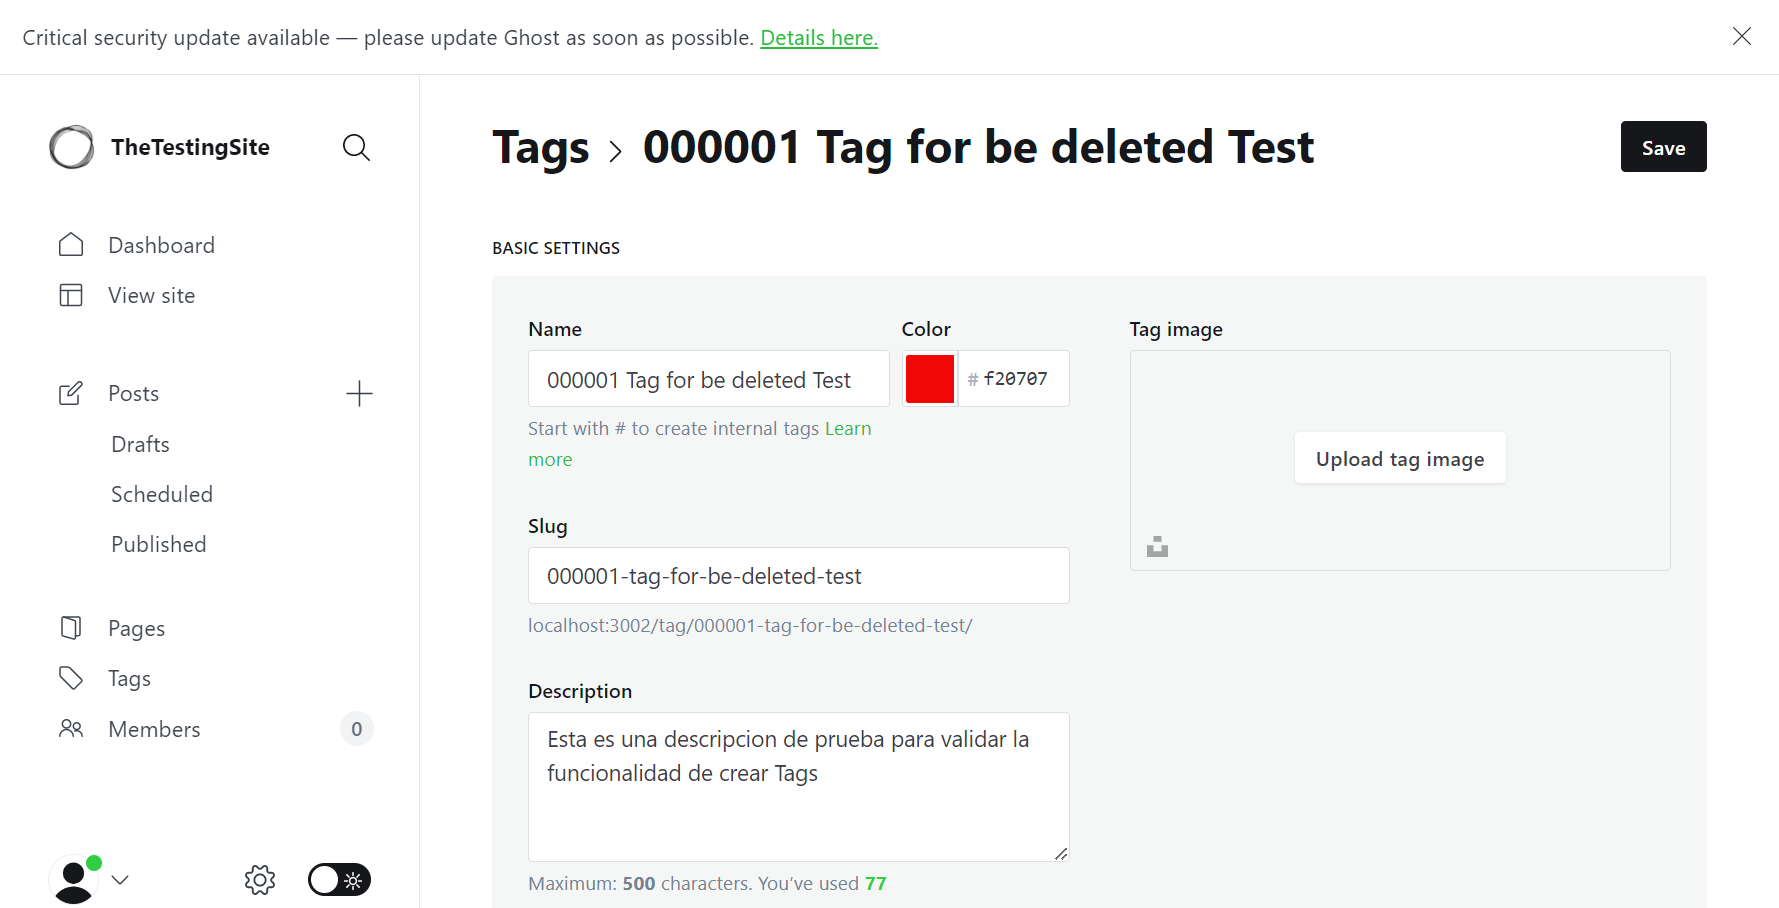 Critical security update available — please update Ghost as soon as possible. Details here.
TheTestingSite
Dashboard
View site
Posts
Drafts
Scheduled
Published
Pages
Tags
Members 0
Tags > 000001 Tag for be deleted Test
Save
BASIC SETTINGS
Name
000001 Tag for be deleted Test
Start with # to create internal tags Learn
more
Color
# f20707
Slug
000001-tag-for-be-deleted-test
localhost:3002/tag/000001-tag-for-be-deleted-test/
Description
Esta es una descripcion de prueba para validar la
funcionalidad de crear Tags
Maximum: 500 characters. You’ve used 77
Tag image
Upload tag image